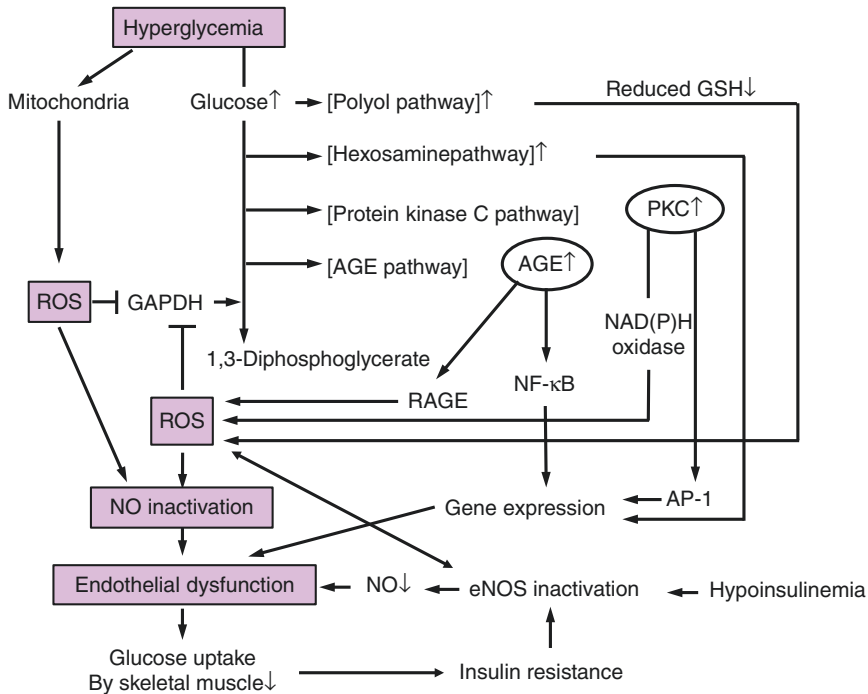 Hyperglycemia
Mitochondria
Glucose↑
[Polyol pathway]↑
Reduced GSH↓
[Hexosaminepathway]↑
[Protein kinase C pathway]
PKC↑
[AGE pathway]
AGE↑
ROS
GAPDH
NAD(P)H
oxidase
1,3-Diphosphoglycerate
NF-κB
RAGE
ROS
NO inactivation
Gene expression
AP-1
Endothelial dysfunction
NO↓
eNOS inactivation
Hypoinsulinemia
Glucose uptake
By skeletal muscle↓
Insulin resistance